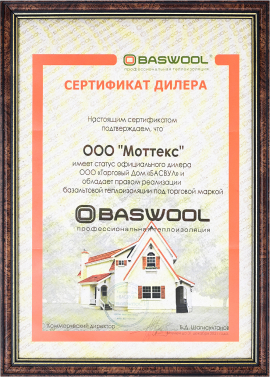 BASWOOL
профессиональная теплоизоляция
СЕРТИФИКАТ ДИЛЕРА
Настоящим сертификатом
подтверждаем, что
ООО "Моттекс"
имеет статус официального дилера
ООО «Торговый Дом «БАСВУЛ» и
обладает правом реализации
базальтовой теплоизоляции под торговой маркой
BASWOOL
профессиональная теплоизоляция
Коммерческий директор